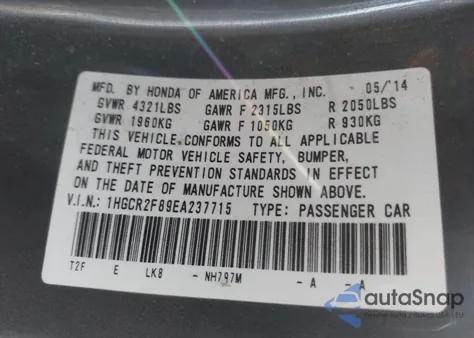 MFD. BY HONDA OF AMERICA MFG., INC. 05/'14
GVWR 4321LBS GAWR F 2315LBS R 2050LBS
GVWR 1960KG GAWR F 1050KG R 930KG
THIS VEHICLE CONFORMS TO ALL APPLICABLE
FEDERAL MOTOR VEHICLE SAFETY, BUMPER,
AND THEFT PREVENTION STANDARDS IN EFFECT
ON THE DATE OF MANUFACTURE SHOWN ABOVE.
V.I.N.: 1HGCR2F89EA237715 TYPE: PASSENGER CAR
T2F E LK8 - NH797M - A - A
autoSnap